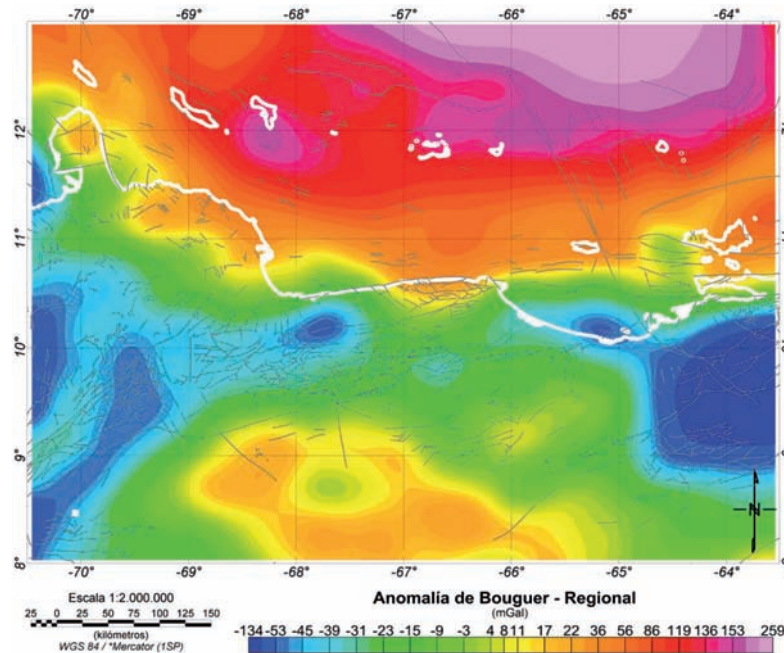 -70° -69° -68° -67° -66° -65° -64°
12°
11°
10°
9°
8°
N
-70° -69° -68° -67° -66° -65° -64°
Escala 1:2.000.000
25 0 25 50 75 100 125 150
(kilómetros)
WGS 84 / *Mercator (1SP)
Anomalía de Bouguer - Regional
(mGal)
-134 -53 -45 -39 -31 -23 -15 -9 4 8 11 17 22 36 56 86 119 136 153 259